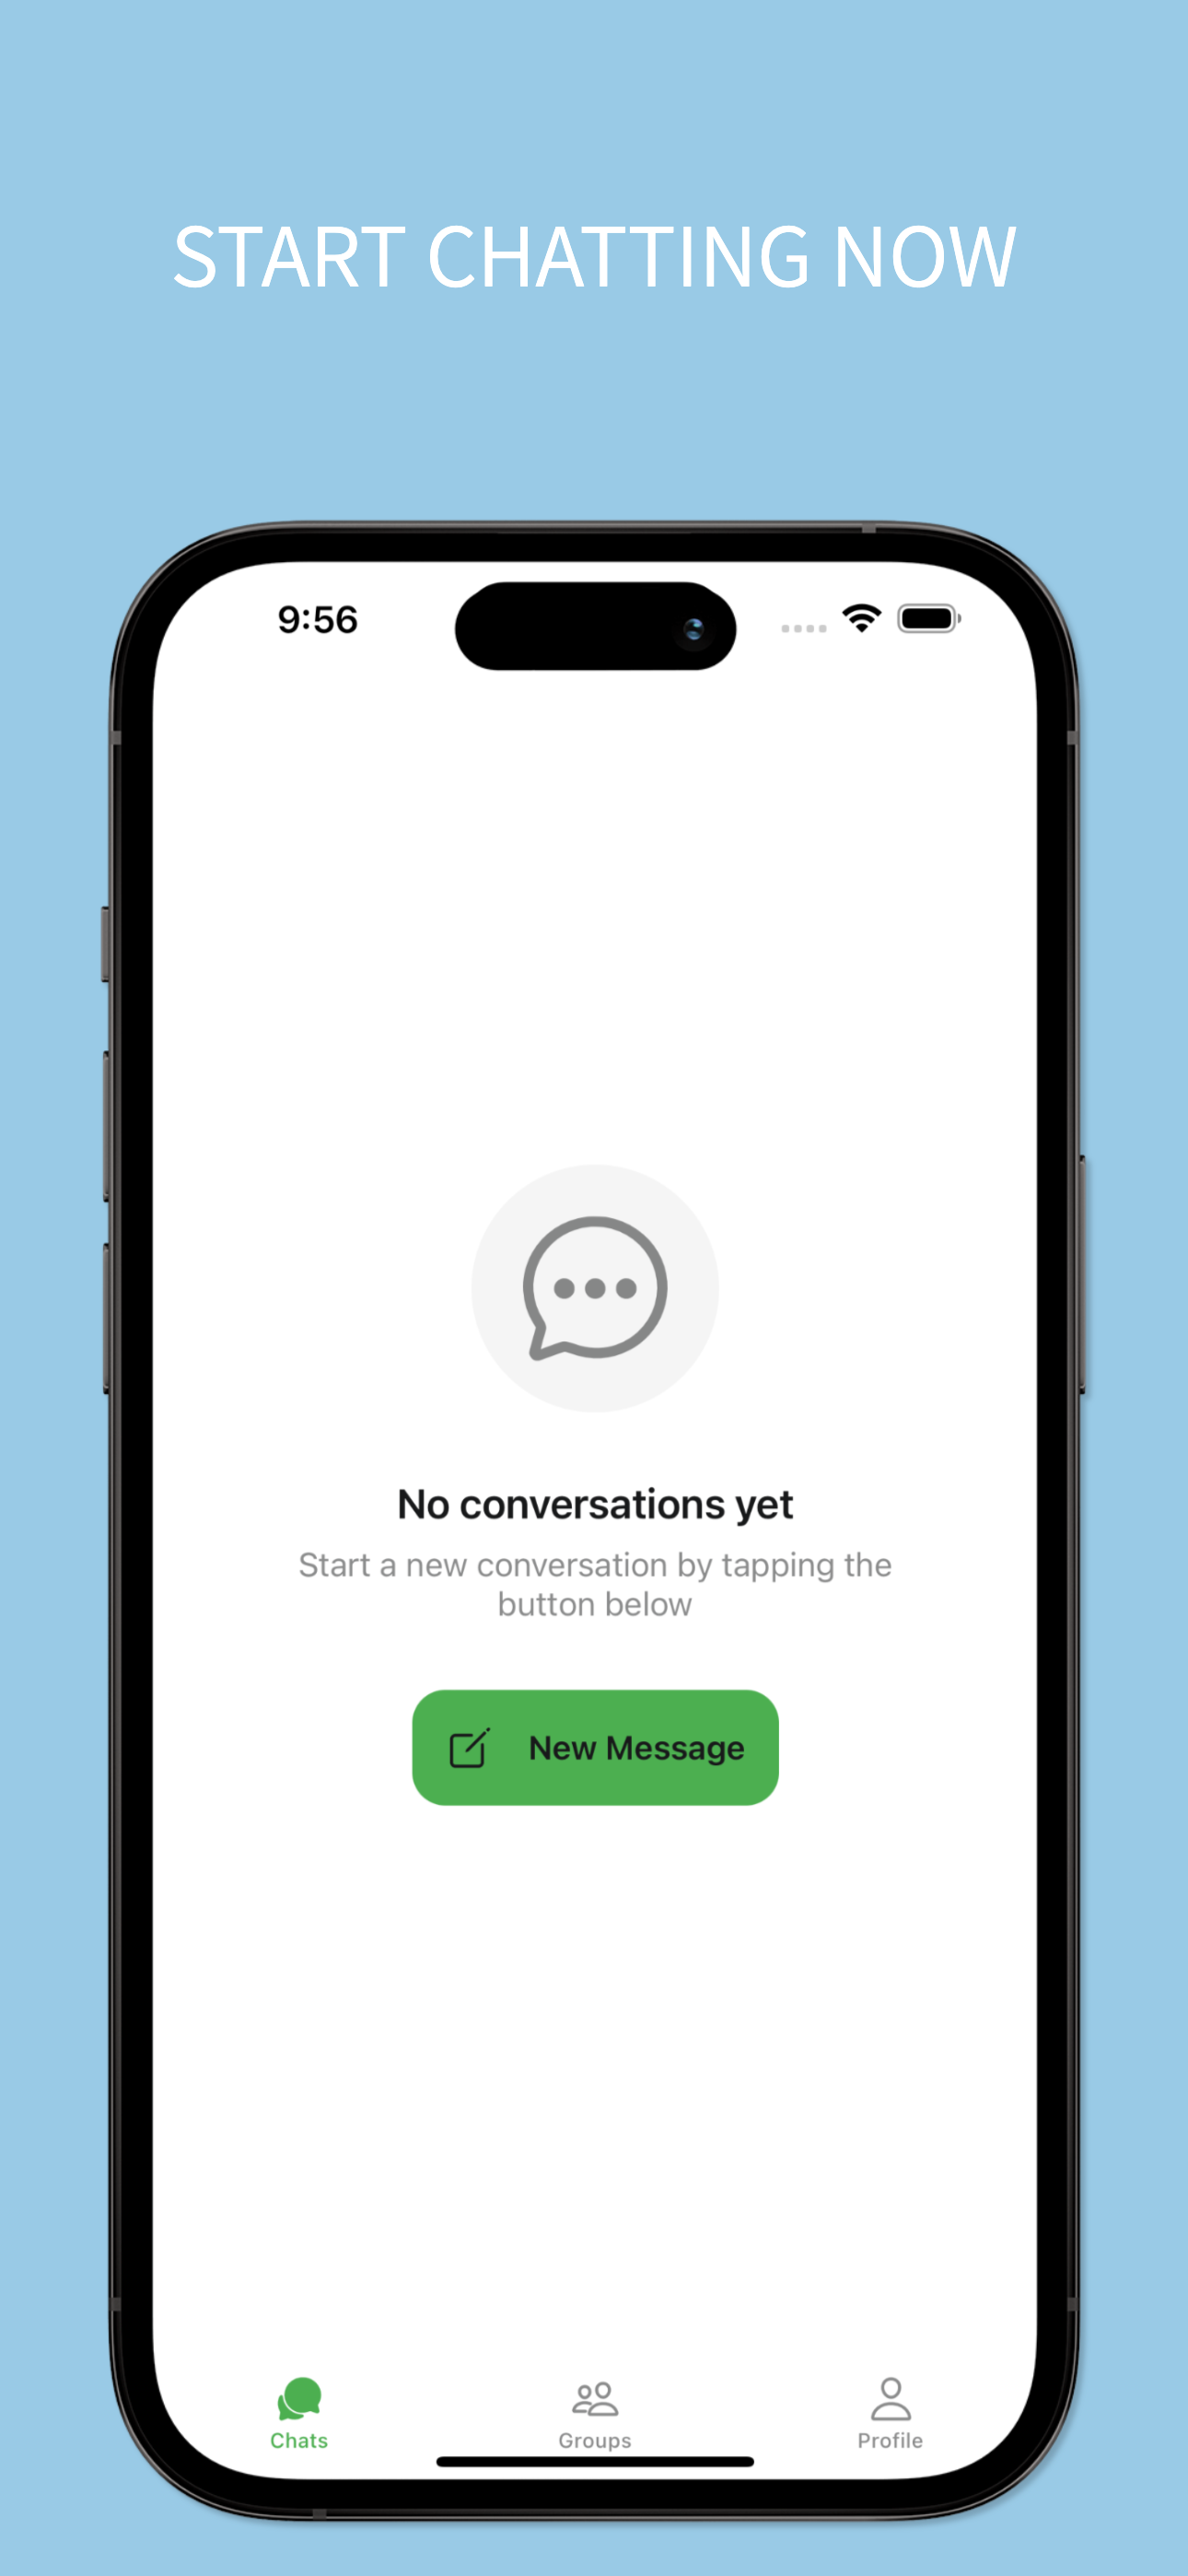 START CHATTING NOW
9:56
No conversations yet
Start a new conversation by tapping the
button below
New Message
Chats
Groups
Profile